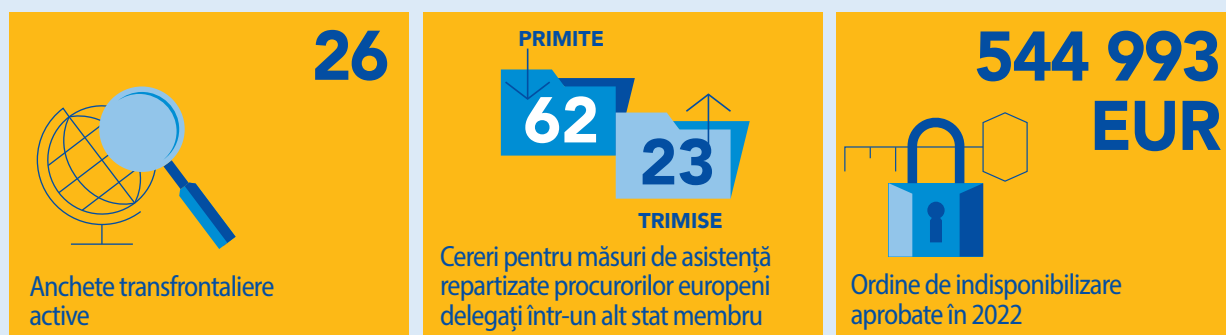 26
Anchete transfrontaliere
active
PRIMITE
62
23
TRIMISE
Cereri pentru măsuri de asistență
repartizate procurorilor europeni
delegați într-un alt stat membru
544 993
EUR
Ordine de indisponibilizare
aprobate în 2022